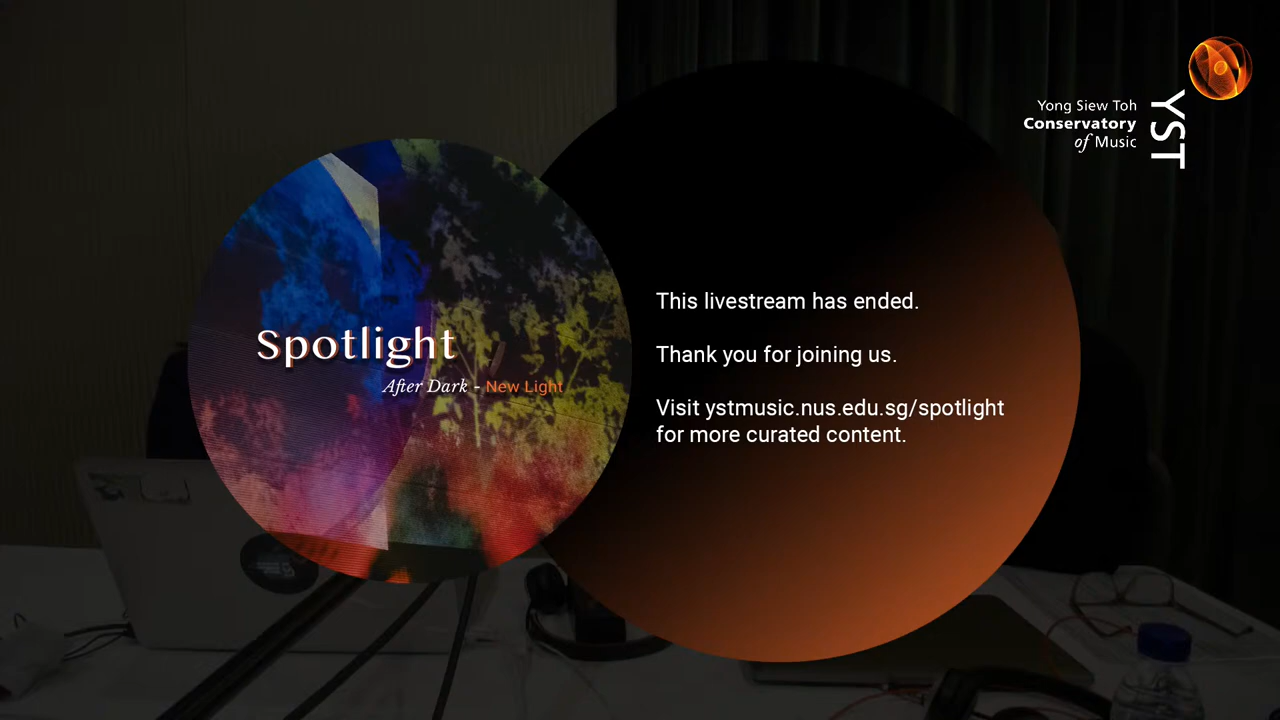 Yong Siew Toh
Conservatory
of Music
YST
Spotlight
After Dark - New Light
This livestream has ended.
Thank you for joining us.
Visit ystmusic.nus.edu.sg/spotlight
for more curated content.